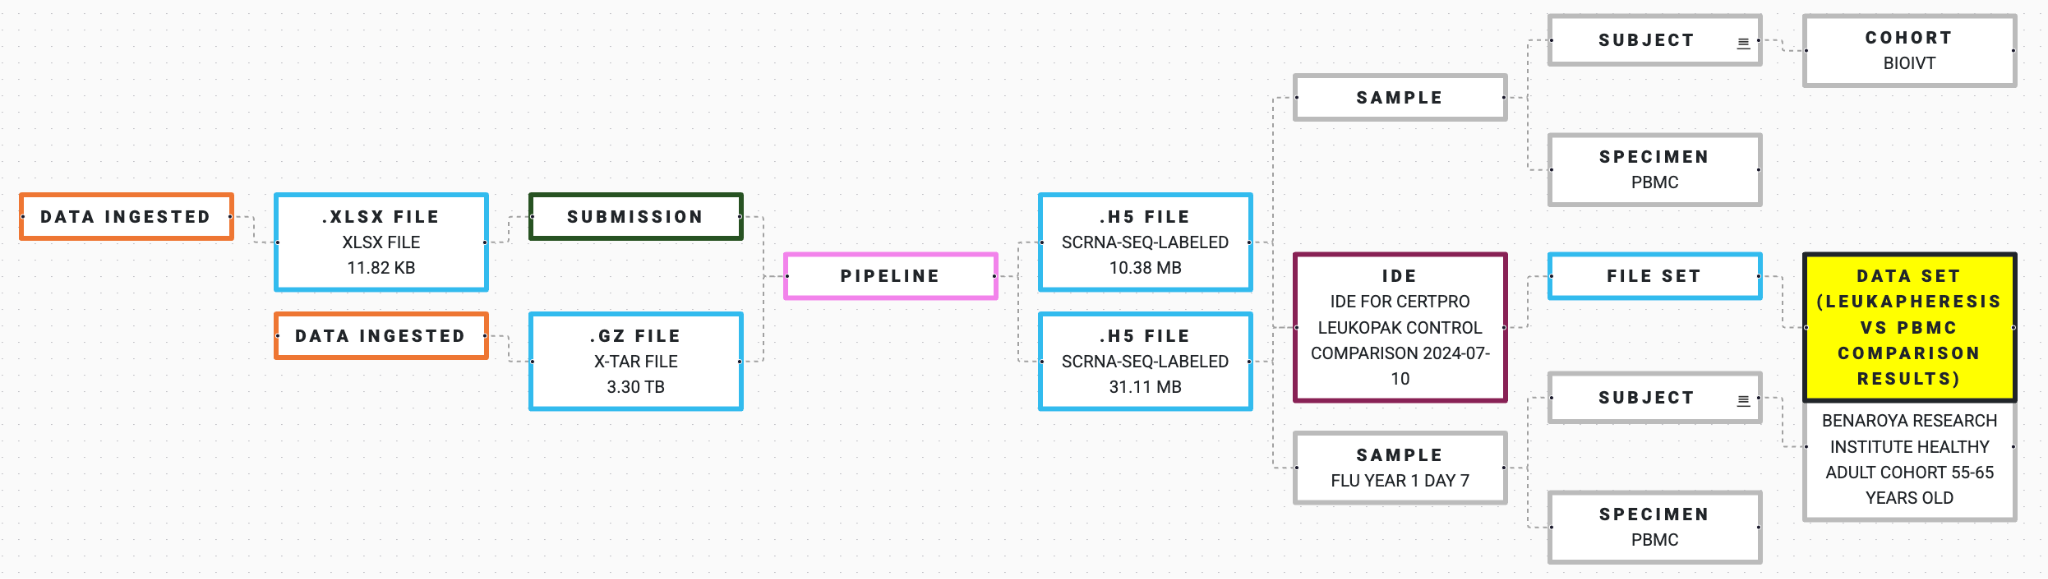 DATA INGESTED
.XLSX FILE
XLSX FILE
11.82 KB
DATA INGESTED
SUBMISSION
.GZ FILE
X-TAR FILE
3.30 TB
PIPELINE
.H5 FILE
SCRNA-SEQ-LABELED
10.38 MB
.H5 FILE
SCRNA-SEQ-LABELED
31.11 MB
SAMPLE
IDE
IDE FOR CERTPRO
LEUKOPAK CONTROL
COMPARISON 2024-07-
10
SAMPLE
FLU YEAR 1 DAY 7
SUBJECT
SPECIMEN
PBMC
FILE SET
SUBJECT
SPECIMEN
PBMC
COHORT
BIOIVT
DATA SET
(LEUKAPHERESIS
VS PBMC
COMPARISON
RESULTS)
BENAROYA RESEARCH
INSTITUTE HEALTHY
ADULT COHORT 55-65
YEARS OLD